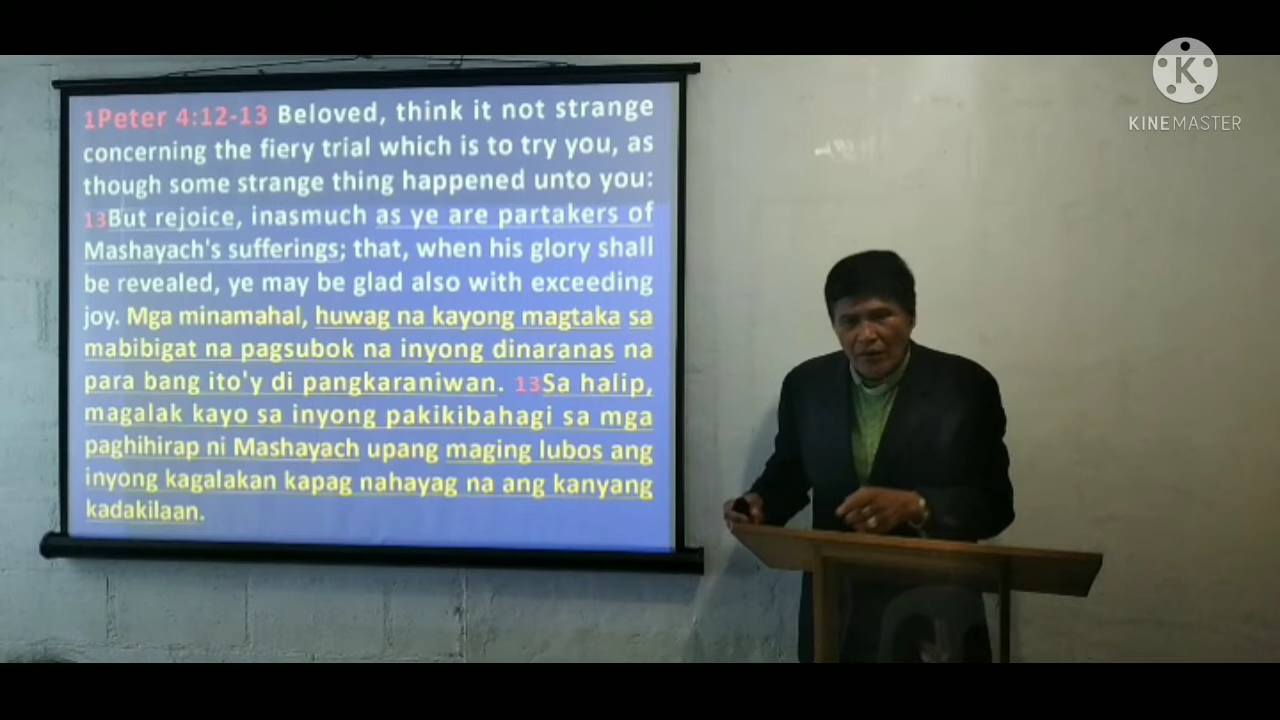 1Peter 4:12-13 Beloved, think it not strange
concerning the fiery trial which is to try you, as
though some strange thing happened unto you:
13But rejoice, inasmuch as ye are partakers of
Mashayach's sufferings; that, when his glory shall
be revealed, ye may be glad also with exceeding
joy. Mga minamahal, huwag na kayong magtaka sa
mabibigat na pagsubok na inyong dinaranas na
para bang ito'y di pangkaraniwan. 13Sa halip,
magalak kayo sa inyong pakikibahagi sa mga
paghihirap ni Mashayach upang maging lubos ang
inyong kagalakan kapag nahayag na ang kanyang
kadakilaan.
K
KINEMASTER